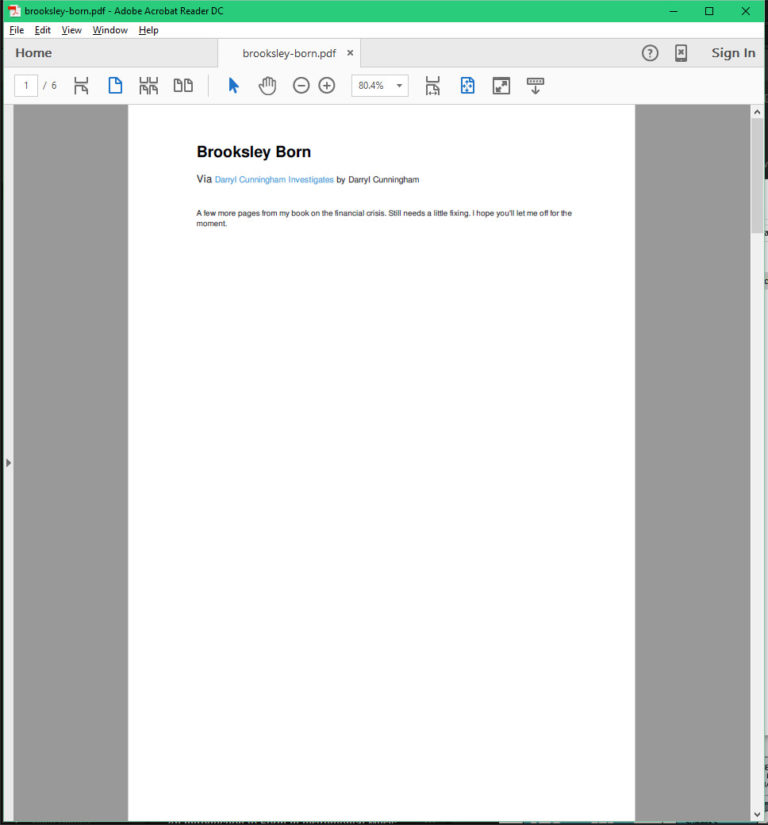 brooksley-born.pdf - Adobe Acrobat Reader DC
File Edit View Window Help
Home brooksley-born.pdf × ? Sign In
1 / 6 80.4%
Brooksley Born
Via Darryl Cunningham Investigates by Darryl Cunningham
A few more pages from my book on the financial crisis. Still needs a little fixing. I hope you'll let me off for the
moment.